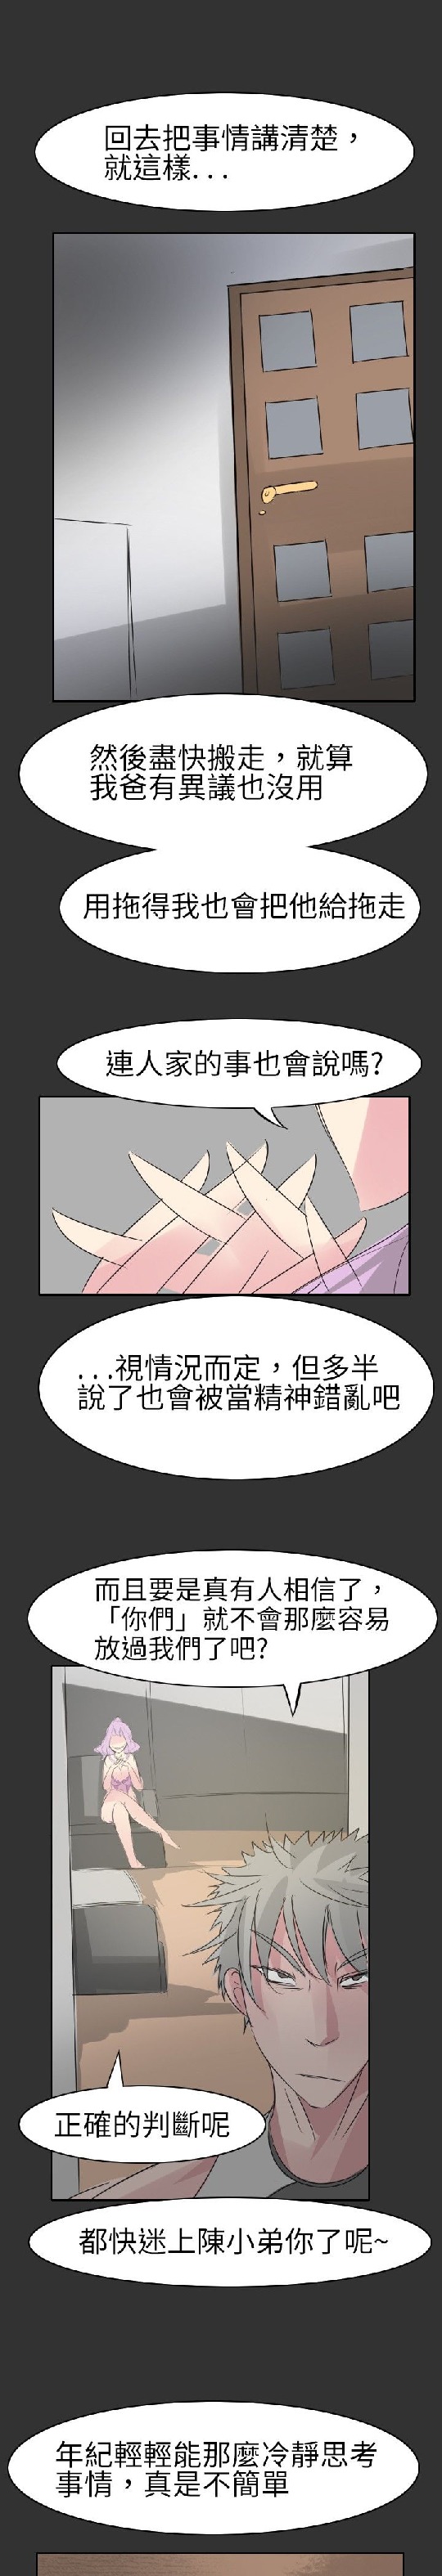 回去把事情講清楚，
就這樣...
然後盡快搬走，就算
我爸有異議也沒用
用拖得我也會把他給拖走
連人家的事也會說嗎?
...視情況而定，但多半
說了也會被當精神錯亂吧
而且要是真有人相信了，
「你們」就不會那麼容易
放過我們了吧?
正確的判斷呢
都快迷上陳小弟你了呢~
年紀輕輕能那麼冷靜思考
事情，真是不簡單